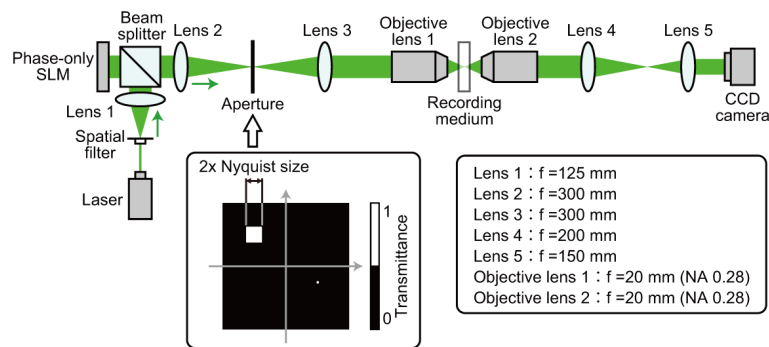 Beam
splitter
Phase-only
SLM
Lens 2
Lens 3
Objective
lens 1
Objective
lens 2
Lens 4
Lens 5
Lens 1
Spatial
filter
Laser
Aperture
Recording
medium
CCD
camera
2x Nyquist size
1
Transmittance
0
Lens 1：f =125 mm
Lens 2：f =300 mm
Lens 3：f =300 mm
Lens 4：f =200 mm
Lens 5：f =150 mm
Objective lens 1：f =20 mm (NA 0.28)
Objective lens 2：f =20 mm (NA 0.28)